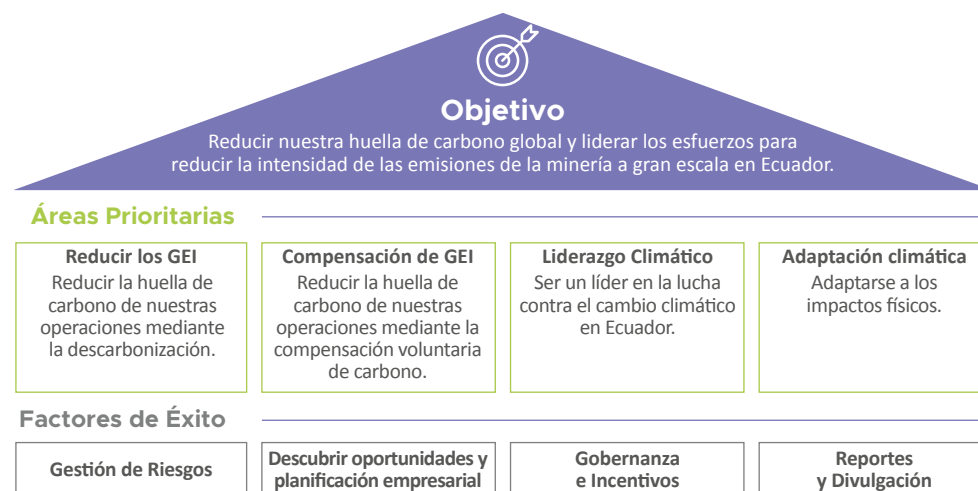 Objetivo
Reducir nuestra huella de carbono global y liderar los esfuerzos para
reducir la intensidad de las emisiones de la minería a gran escala en Ecuador.
Áreas Prioritarias
Reducir los GEI
Reducir la huella de
carbono de nuestras
operaciones mediante
la descarbonización.
Compensación de GEI
Reducir la huella de
carbono de nuestras
operaciones mediante la
compensación voluntaria
de carbono.
Liderazgo Climático
Ser un líder en la lucha
contra el cambio climático
en Ecuador.
Adaptación climática
Adaptarse a los
impactos físicos.
Factores de Éxito
Gestión de Riesgos
Descubrir oportunidades y
planificación empresarial
Gobernanza
e Incentivos
Reportes
y Divulgación